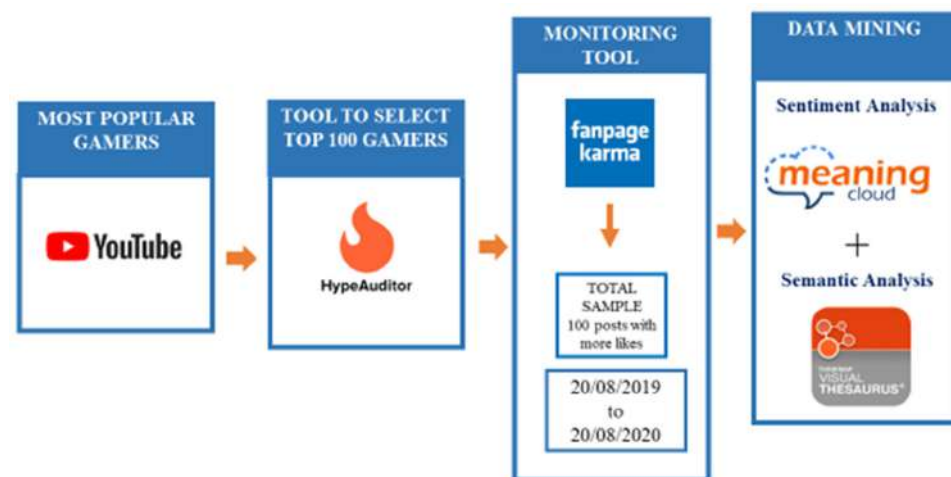 MOST POPULAR
GAMERS
YouTube
TOOL TO SELECT
TOP 100 GAMERS
HypeAuditor
MONITORING
TOOL
fanpage
karma
TOTAL
SAMPLE
100 posts with
more likes
20/08/2019
to
20/08/2020
DATA MINING
Sentiment Analysis
meaning
cloud
+
Semantic Analysis
VISUAL
THESAURUS®